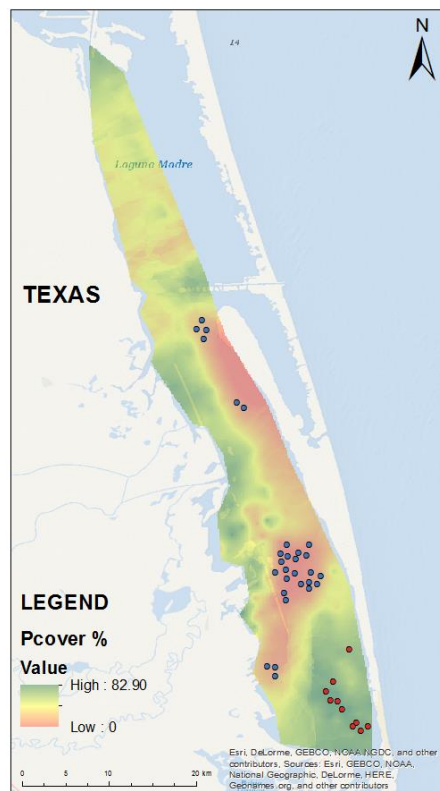 N
14
Laguna Madre
TEXAS
LEGEND
Pcover %
Value
High : 82.90
Low : 0
0 5 10 20 km
Esri, DeLorme, GEBCO, NOAA NGDC, and other
contributors, Sources: Esri, GEBCO, NOAA,
National Geographic, DeLorme, HERE,
Geonames.org, and other contributors